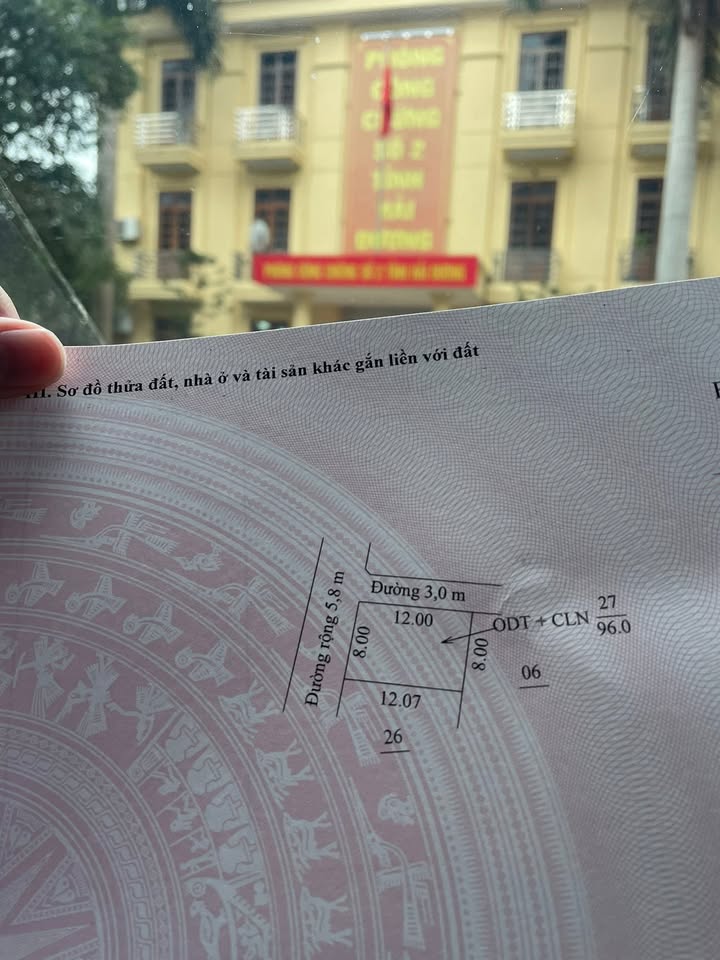 PHÒNG
CÔNG
CHỨNG
SỐ 2
TỈNH
HẢI
DƯƠNG
PHÒNG CÔNG CHỨNG SỐ 2 TỈNH HẢI DƯƠNG
III. Sơ đồ thửa đất, nhà ở và tài sản khác gắn liền với đất
Đường rộng 5,8 m
Đường 3,0 m
12.00
8.00
8.00
ODT + CLN 27
96.0
06
12.07
26